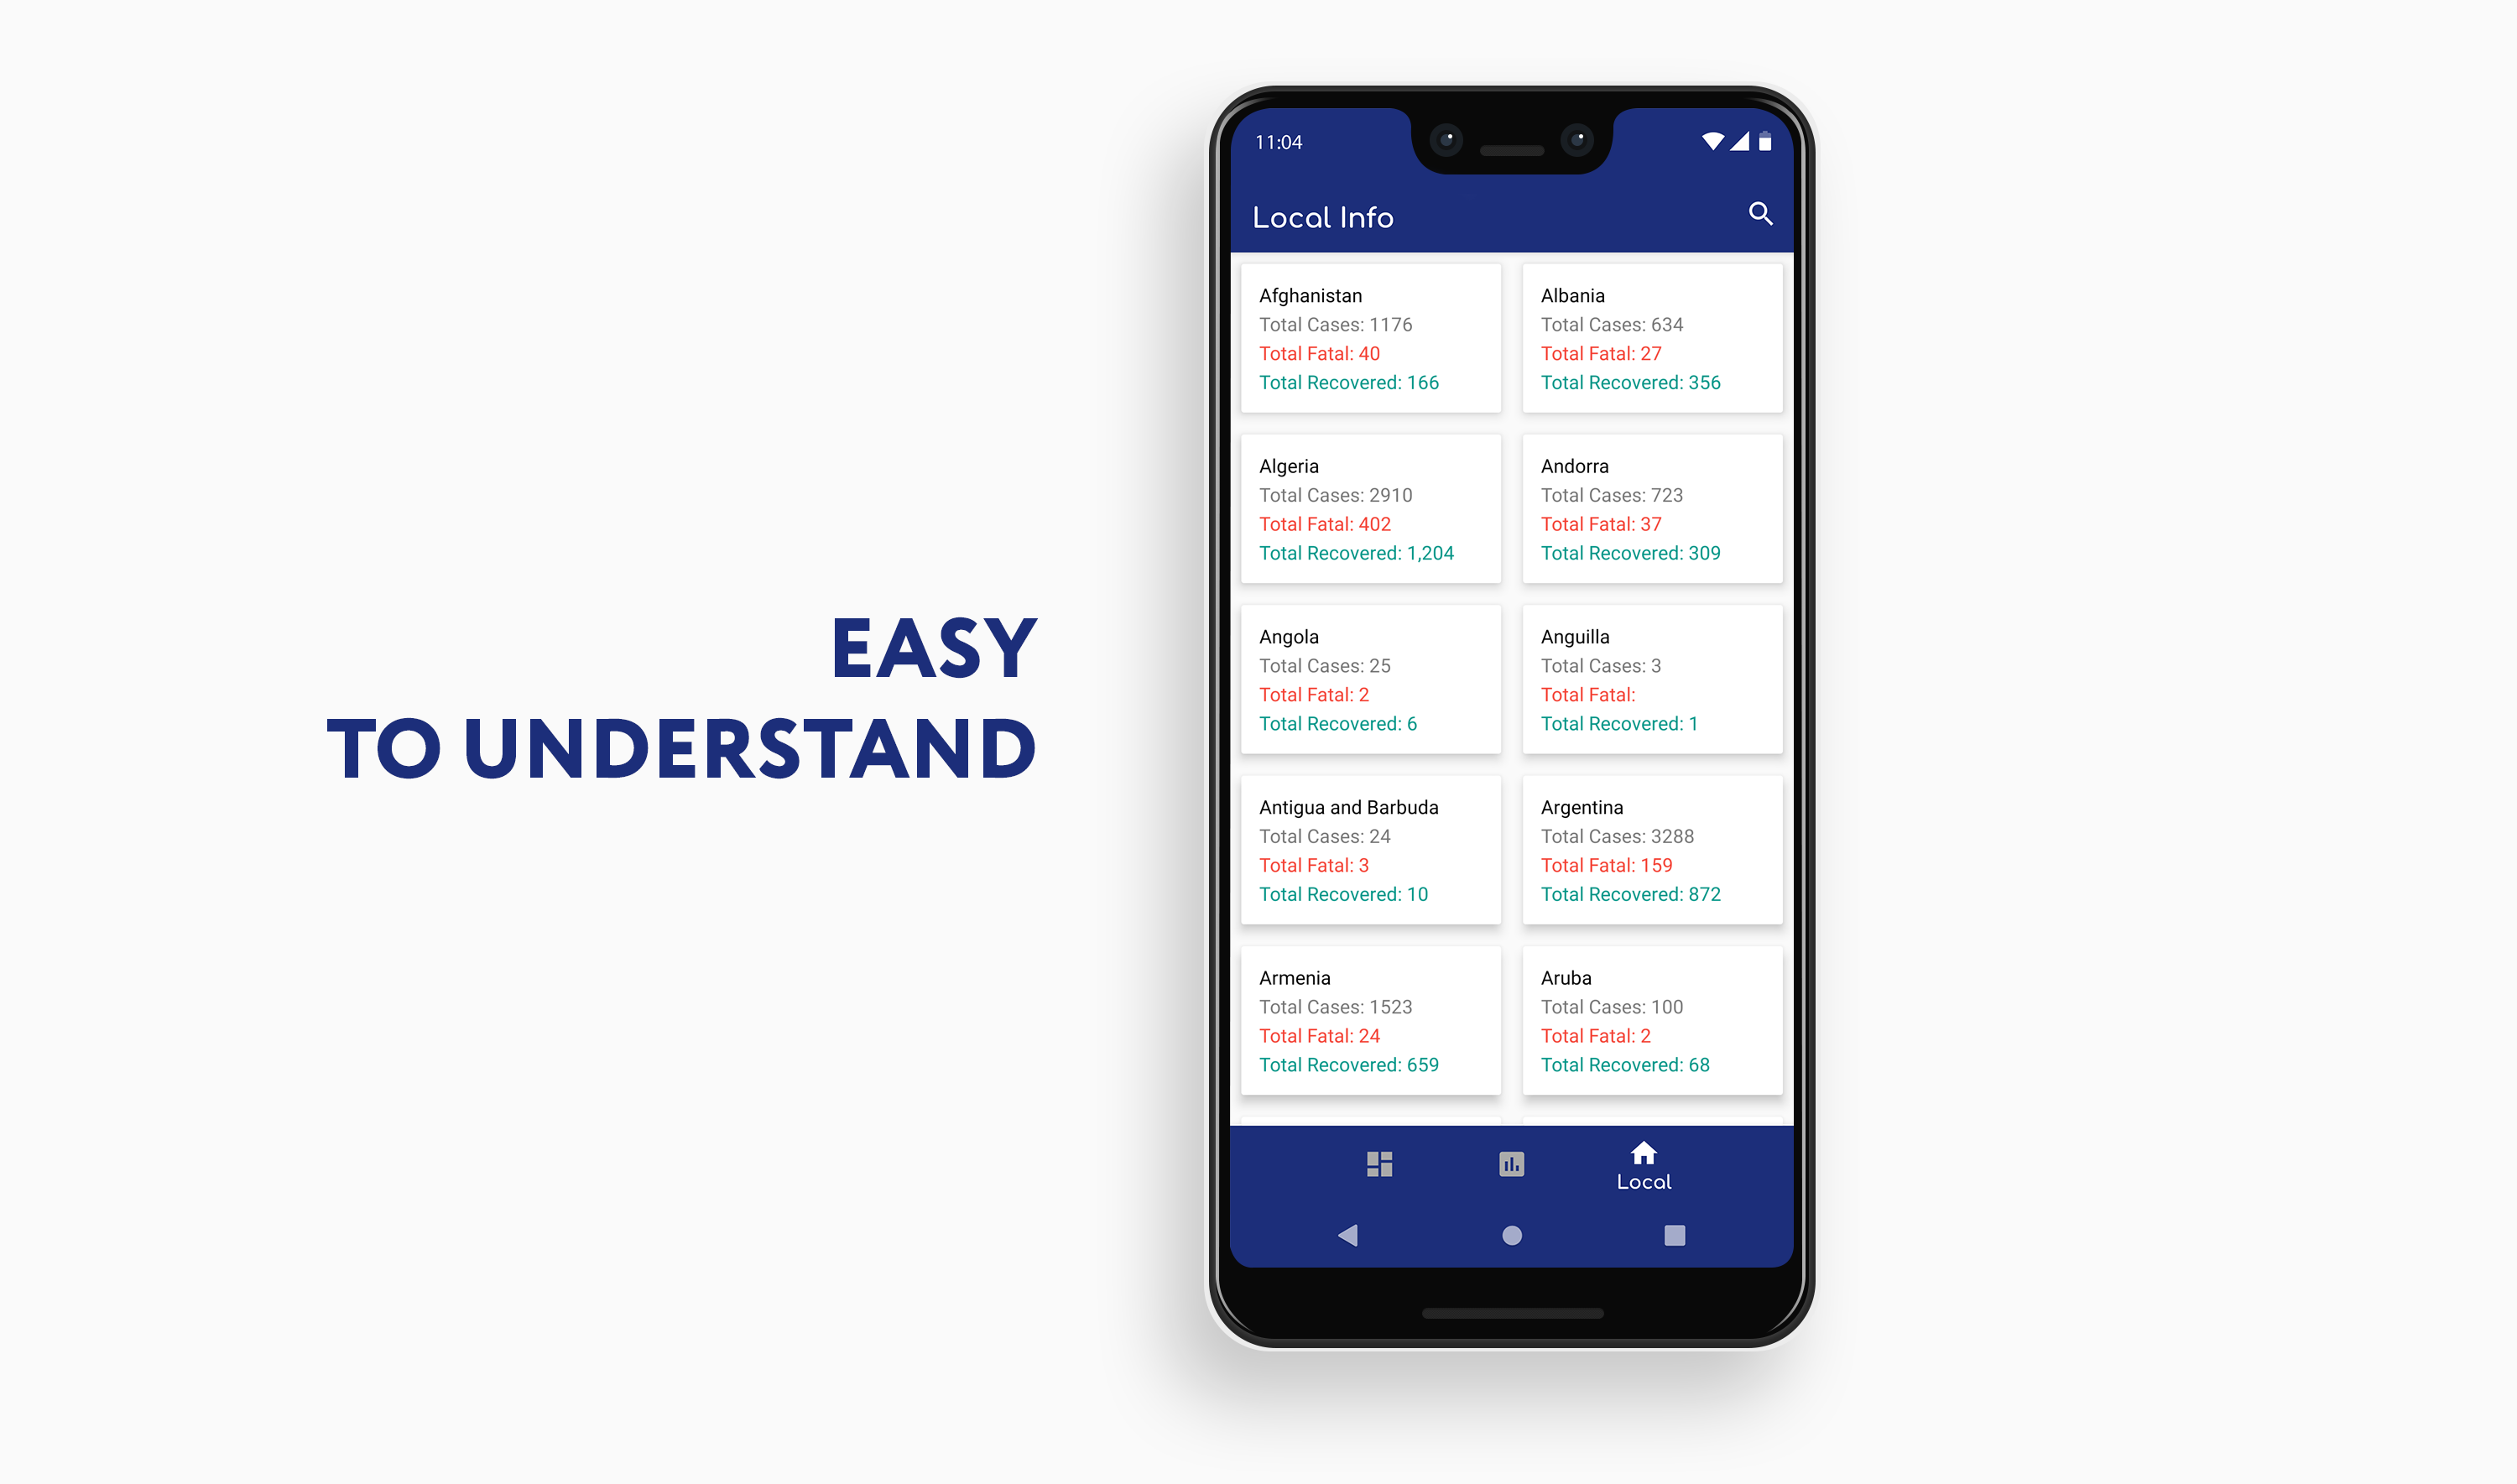 EASY
TO UNDERSTAND
11:04
Local Info
Afghanistan
Total Cases: 1176
Total Fatal: 40
Total Recovered: 166
Albania
Total Cases: 634
Total Fatal: 27
Total Recovered: 356
Algeria
Total Cases: 2910
Total Fatal: 402
Total Recovered: 1,204
Andorra
Total Cases: 723
Total Fatal: 37
Total Recovered: 309
Angola
Total Cases: 25
Total Fatal: 2
Total Recovered: 6
Anguilla
Total Cases: 3
Total Fatal:
Total Recovered: 1
Antigua and Barbuda
Total Cases: 24
Total Fatal: 3
Total Recovered: 10
Argentina
Total Cases: 3288
Total Fatal: 159
Total Recovered: 872
Armenia
Total Cases: 1523
Total Fatal: 24
Total Recovered: 659
Aruba
Total Cases: 100
Total Fatal: 2
Total Recovered: 68
Local